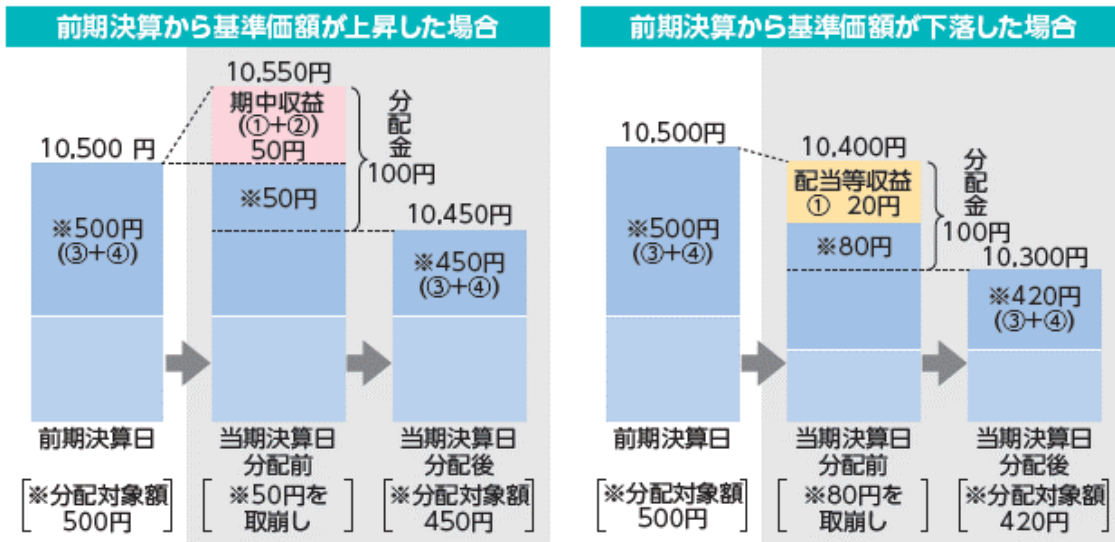 前期決算から基準価額が上昇した場合
10,550円
期中収益
(①+②)
50円
分配金
100円
10,500 円
※500円
(③+④)
※50円
10,450円
※450円
(③+④)
前期決算日
当期決算日
分配前
当期決算日
分配後
※分配対象額
500円
※50円を
取崩し
※分配対象額
450円
前期決算から基準価額が下落した場合
10,500円
10,400円
配当等収益
① 20円
分配金
100円
※500円
(③+④)
※80円
10,300円
※420円
(③+④)
前期決算日
当期決算日
分配前
当期決算日
分配後
※分配対象額
500円
※80円を
取崩し
※分配対象額
420円